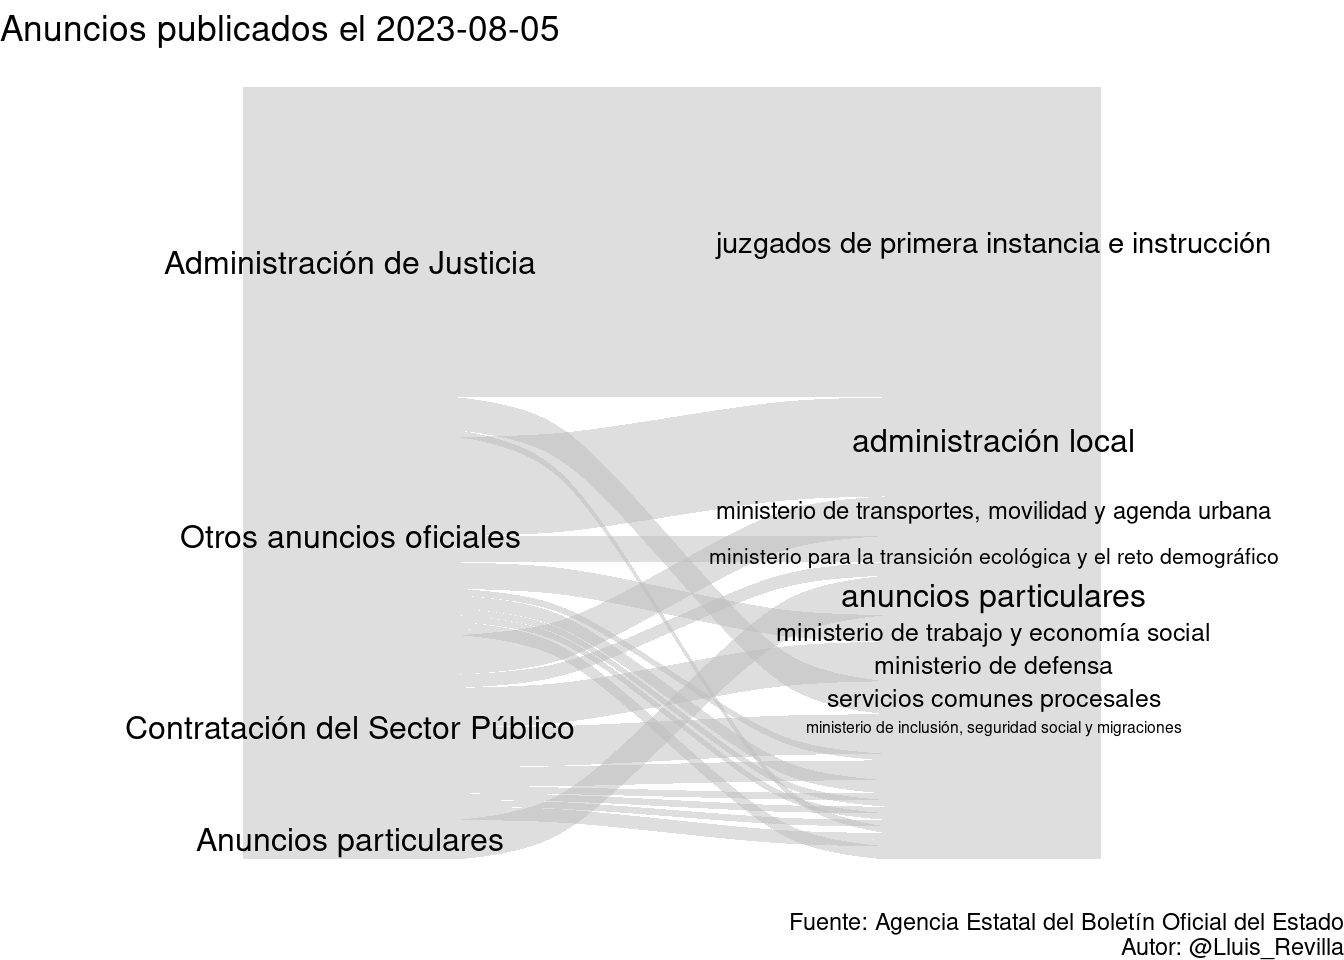 Anuncios publicados el 2023-08-05
Administración de Justicia
Otros anuncios oficiales
Contratación del Sector Público
Anuncios particulares
juzgados de primera instancia e instrucción
administración local
ministerio de transportes, movilidad y agenda urbana
ministerio para la transición ecológica y el reto demográfico
anuncios particulares
ministerio de trabajo y economía social
ministerio de defensa
servicios comunes procesales
ministerio de inclusión, seguridad social y migraciones
Fuente: Agencia Estatal del Boletín Oficial del Estado
Autor: @Lluis_Revilla